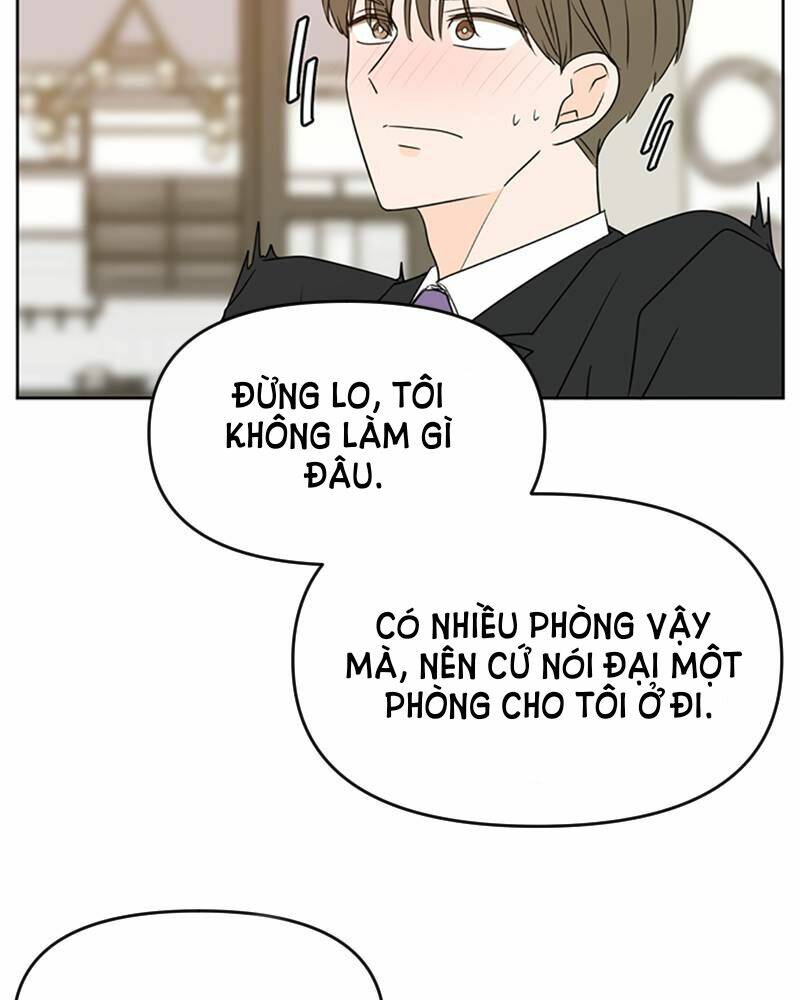 ĐỪNG LO, TÔI
KHÔNG LÀM GÌ
ĐÂU.
CÓ NHIỀU PHÒNG VẬY
MÀ, NÊN CỨ NÓI ĐẠI MỘT
PHÒNG CHO TÔI Ở ĐI.